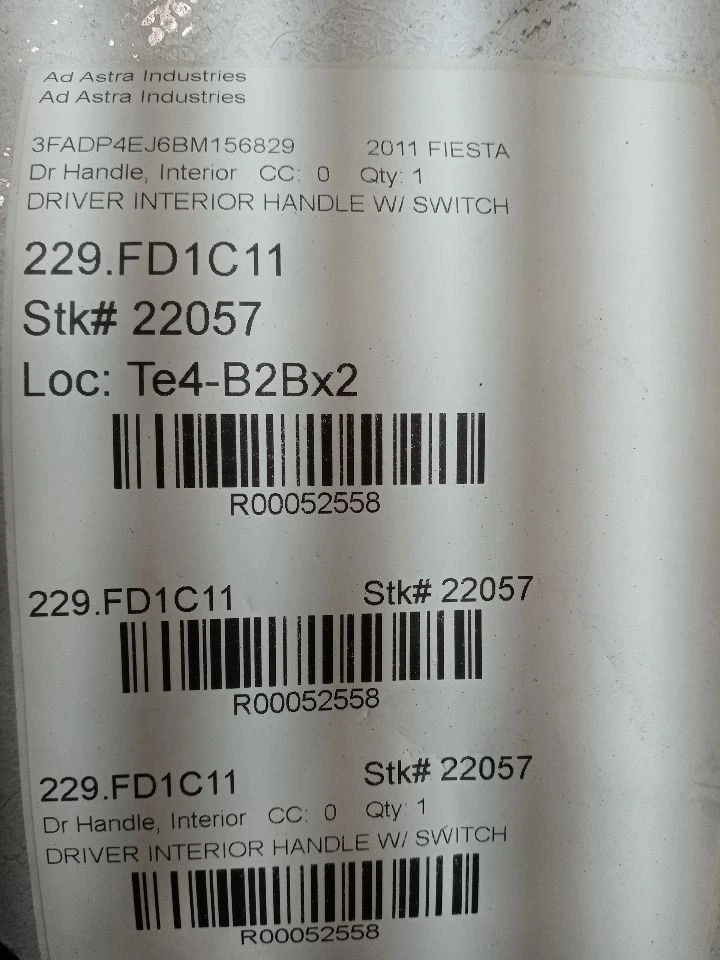 Ad Astra Industries
Ad Astra Industries
3FADP4EJ6BM156829 2011 FIESTA
Dr Handle, Interior CC: 0 Qty: 1
DRIVER INTERIOR HANDLE W/ SWITCH
229.FD1C11
Stk# 22057
Loc: Te4-B2Bx2
R00052558
229.FD1C11 Stk# 22057
R00052558
229.FD1C11 Stk# 22057
Dr Handle, Interior CC: 0 Qty: 1
DRIVER INTERIOR HANDLE W/ SWITCH
R00052558